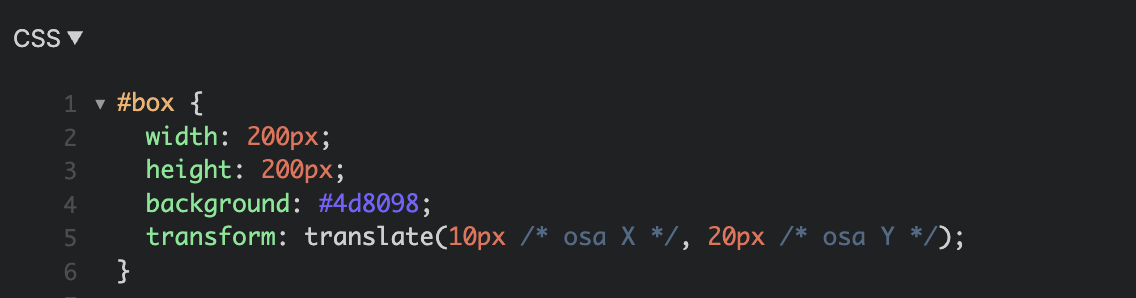 CSS ▼
1 ▾ #box {
2 width: 200px;
3 height: 200px;
4 background: #4d8098;
5 transform: translate(10px /* osa X */, 20px /* osa Y */);
6 }